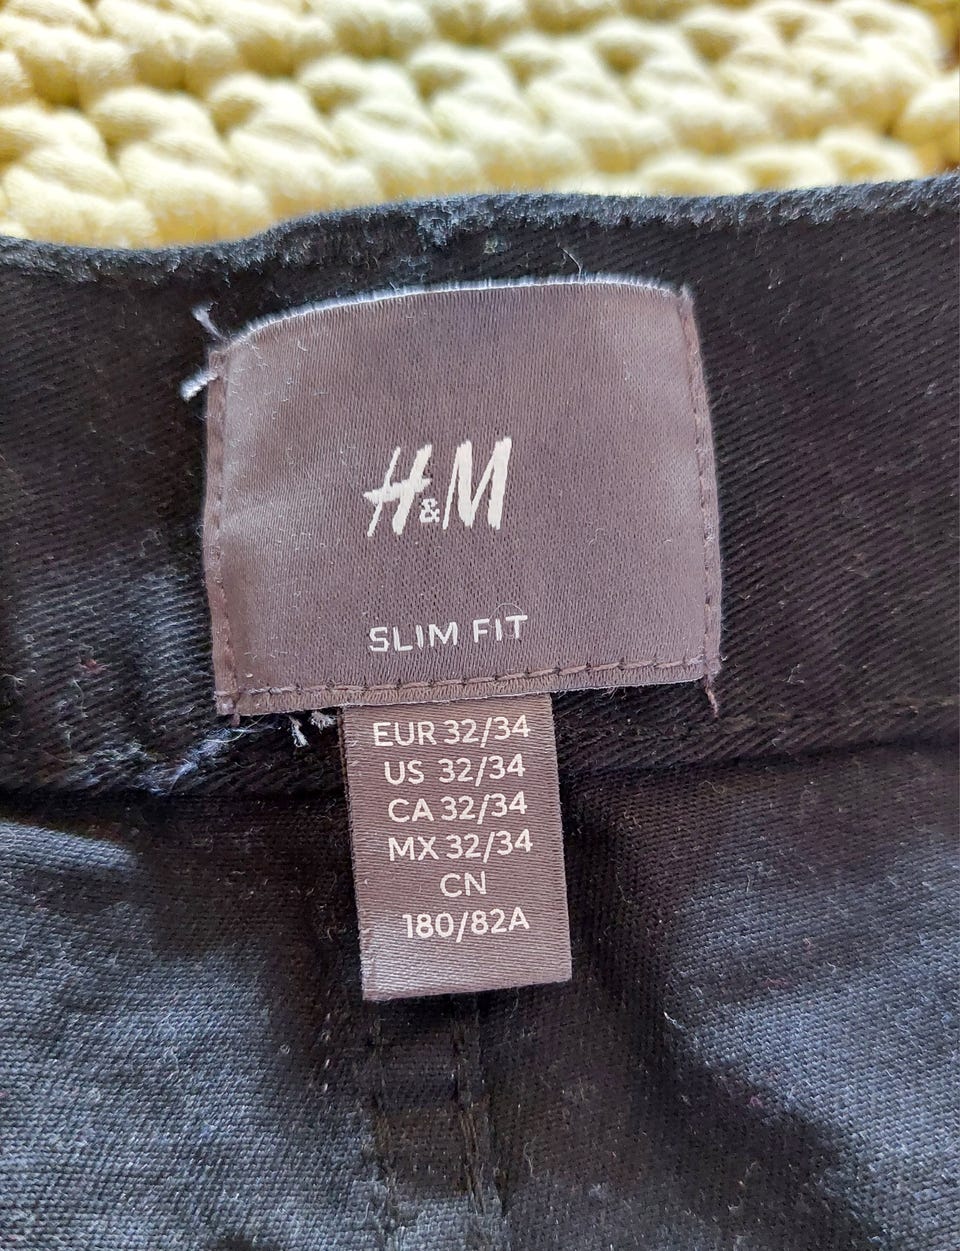 H&M
SLIM FIT
EUR 32/34
US 32/34
CA 32/34
MX 32/34
CN
180/82A